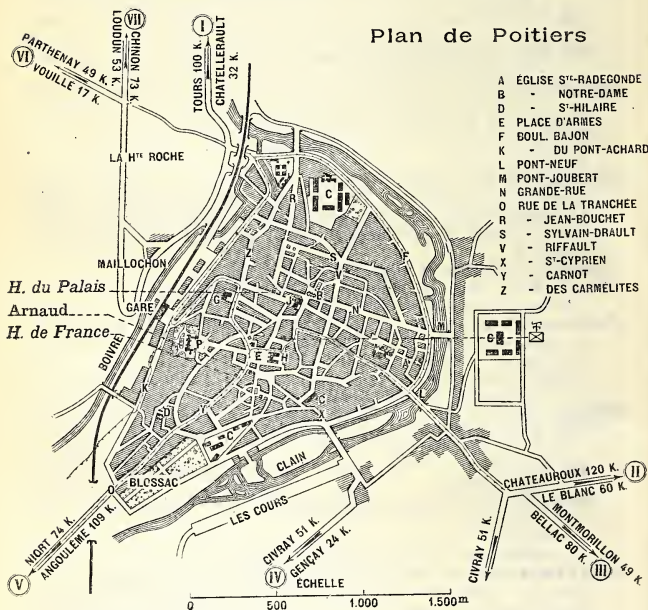 Plan de Poitiers
VII
I
VI
LOUDUN 53 K.
CHINON 73 K.
PARTHENAY 49 K.
VOUILLE 17 K.
TOURS 100 K.
CHATELLERAULT
32 K.
A ÉGLISE STE-RADEGONDE
B - NOTRE-DAME
D - ST-HILAIRE
E PLACE D'ARMES
F BOUL. BAJON
K - DU PONT-ACHARD
L PONT-NEUF
M PONT-JOUBERT
N GRANDE-RUE
O RUE DE LA TRANCHÉE
R - JEAN-BOUCHET
S - SYLVAIN-DRAULT
V - RIFFAULT
X - ST-CYPRIEN
Y - CARNOT
Z - DES CARMÉLITES
LA HTE ROCHE
C
R
Z
S
F
V
MAILLOCHON
H. du Palais
GARE
C
J
B
N
Arnaud
M
H. de France
P
E
H
C
BOIVRE
K
D
Y
C
X
L
C
BLOSSAC
O
CLAIN
LES COURS
NIORT 74 K.
ANGOULÊME 109 K.
V
CIVRAY 51 K.
GENÇAY 24 K.
IV
CHATEAUROUX 120 K.
LE BLANC 60 K.
II
MONTMORILLON 49 K.
BELLAC 80 K.
III
CIVRAY 51 K.
ÉCHELLE
0 500 1.000 1.500m